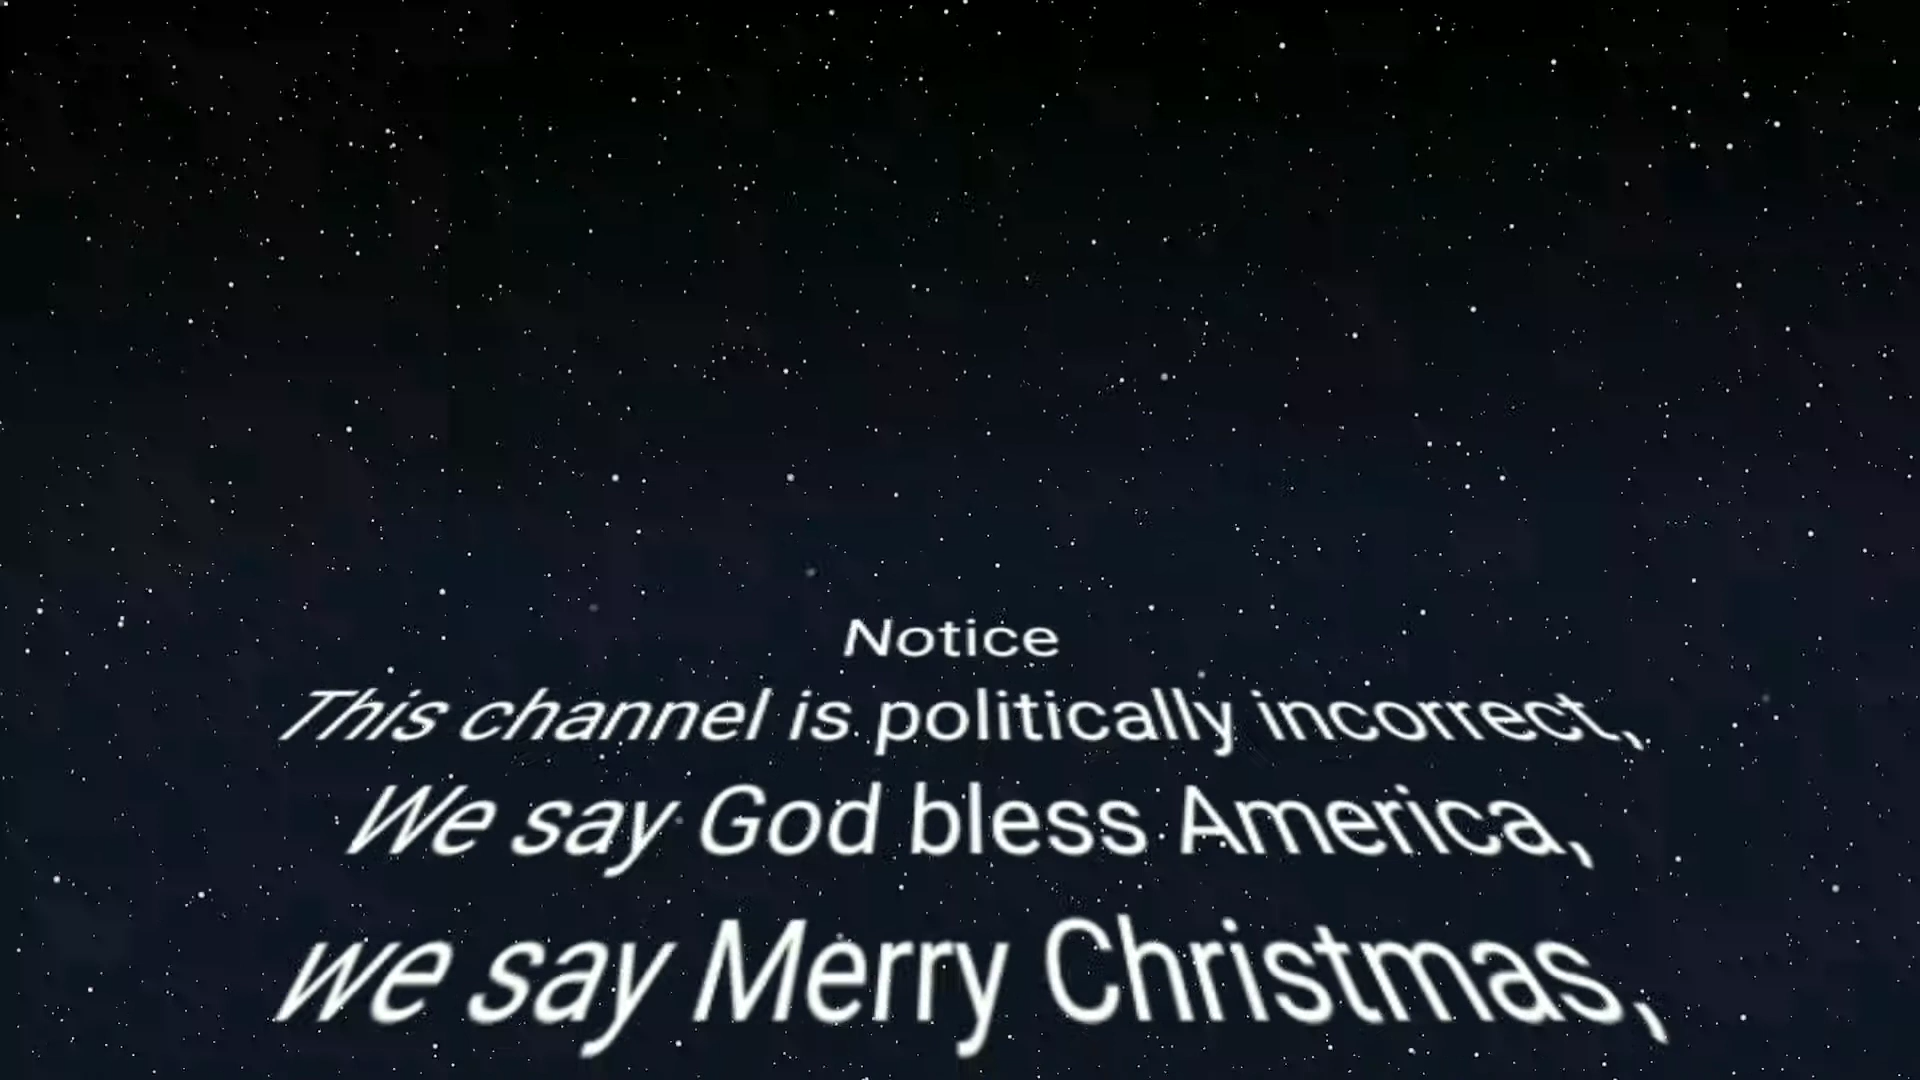 Notice
This channel is politically incorrect,
We say God bless America,
we say Merry Christmas,